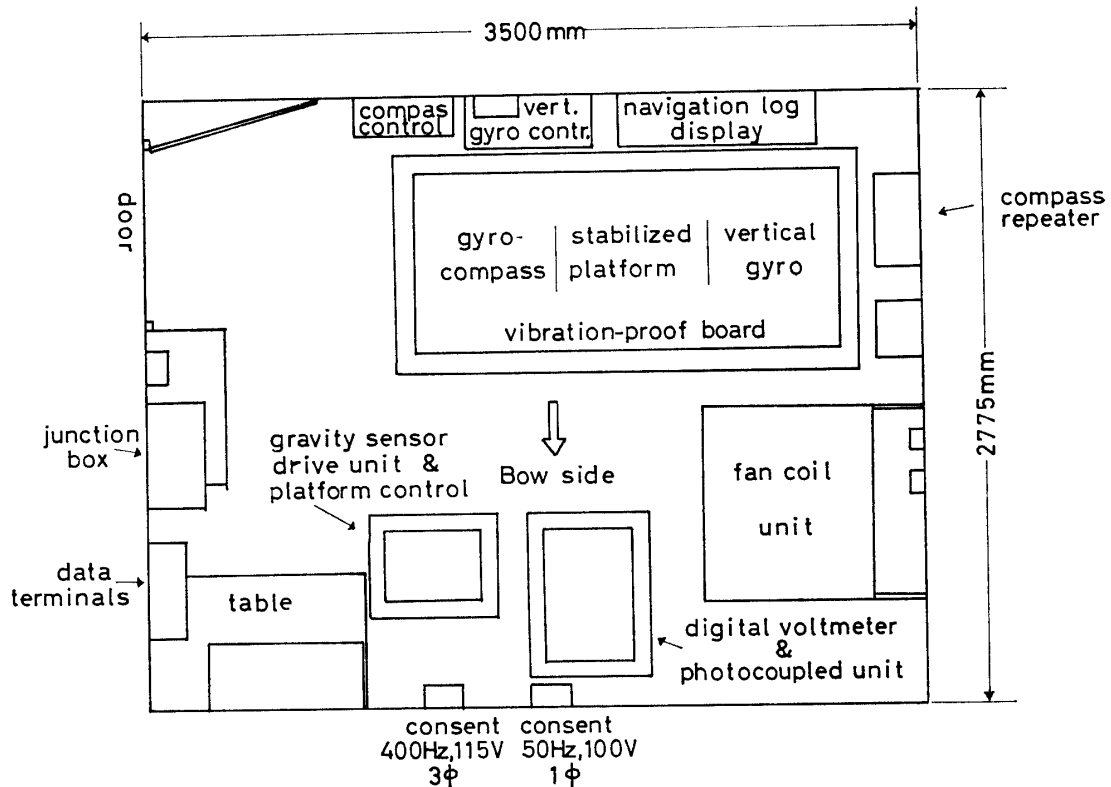 3500mm
compas
control
vert.
gyro contr.
navigation log
display
door
compass
repeater
gyro-
compass
stabilized
platform
vertical
gyro
vibration-proof board
2775mm
junction
box
gravity sensor
drive unit &
platform control
Bow side
fan coil
unit
data
terminals
table
digital voltmeter
&
photocoupled unit
consent
400Hz,115V
3ϕ
consent
50Hz,100V
1ϕ